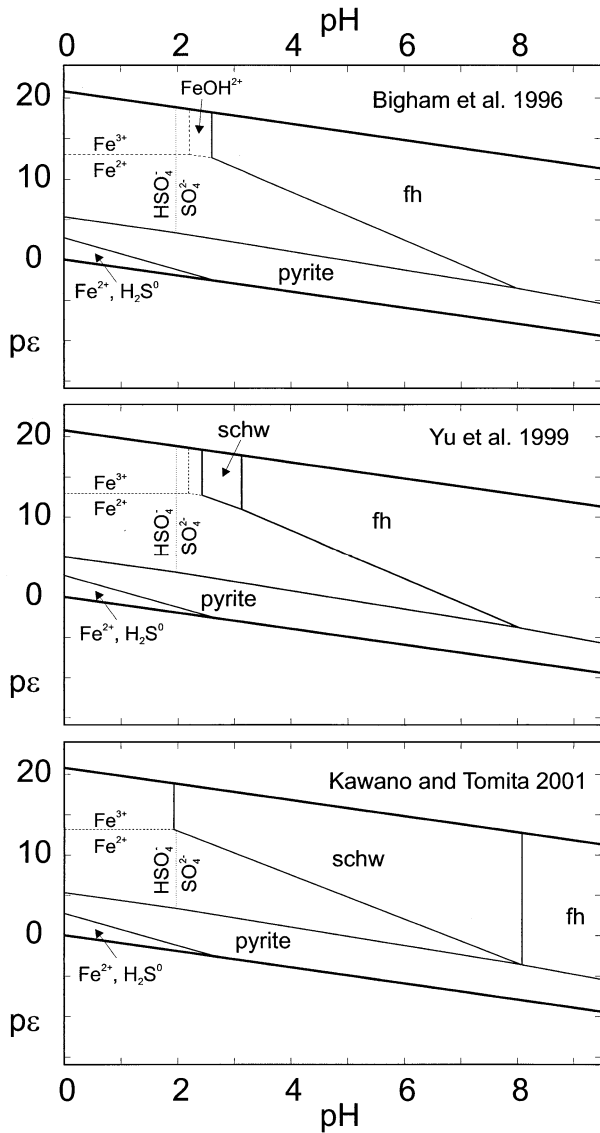 pH
0 2 4 6 8
20
FeOH²⁺
Bigham et al. 1996
Fe³⁺
Fe²⁺
10
HSO₄⁻
SO₄²⁻
fh
0
pyrite
Fe²⁺, H₂S⁰
pε
20
schw
Yu et al. 1999
Fe³⁺
Fe²⁺
10
HSO₄⁻
SO₄²⁻
fh
0
pyrite
Fe²⁺, H₂S⁰
pε
20
Kawano and Tomita 2001
Fe³⁺
Fe²⁺
10
HSO₄⁻
SO₄²⁻
schw
fh
0
pyrite
Fe²⁺, H₂S⁰
pε
0 2 4 6 8
pH